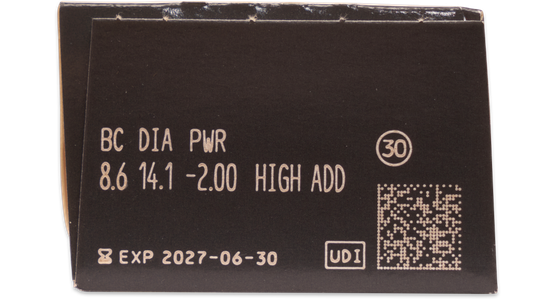 BC DIA PWR
30
8.6 14.1 -2.00 HIGH ADD
EXP 2027-06-30
UDI